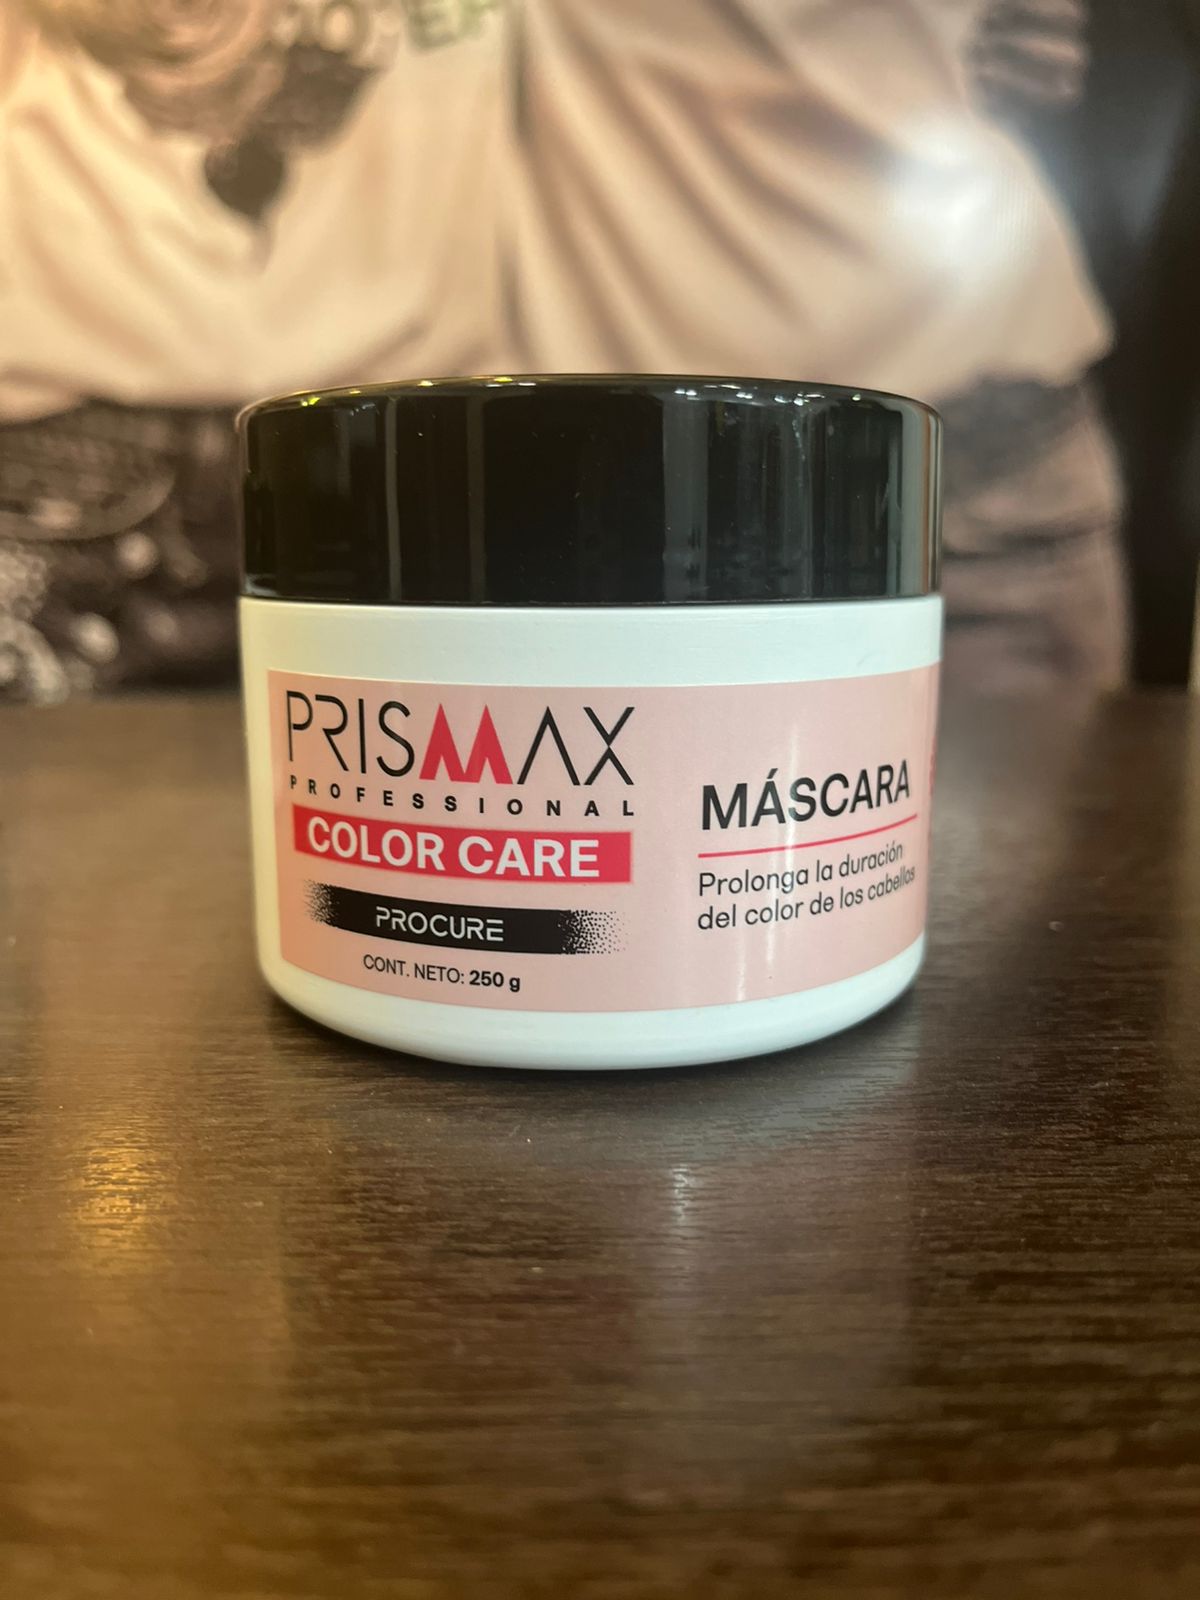 PRISMAX
PROFESSIONAL
COLOR CARE
PROCURE
CONT. NETO: 250 g
MÁSCARA
Prolonga la duración
del color de los cabellos